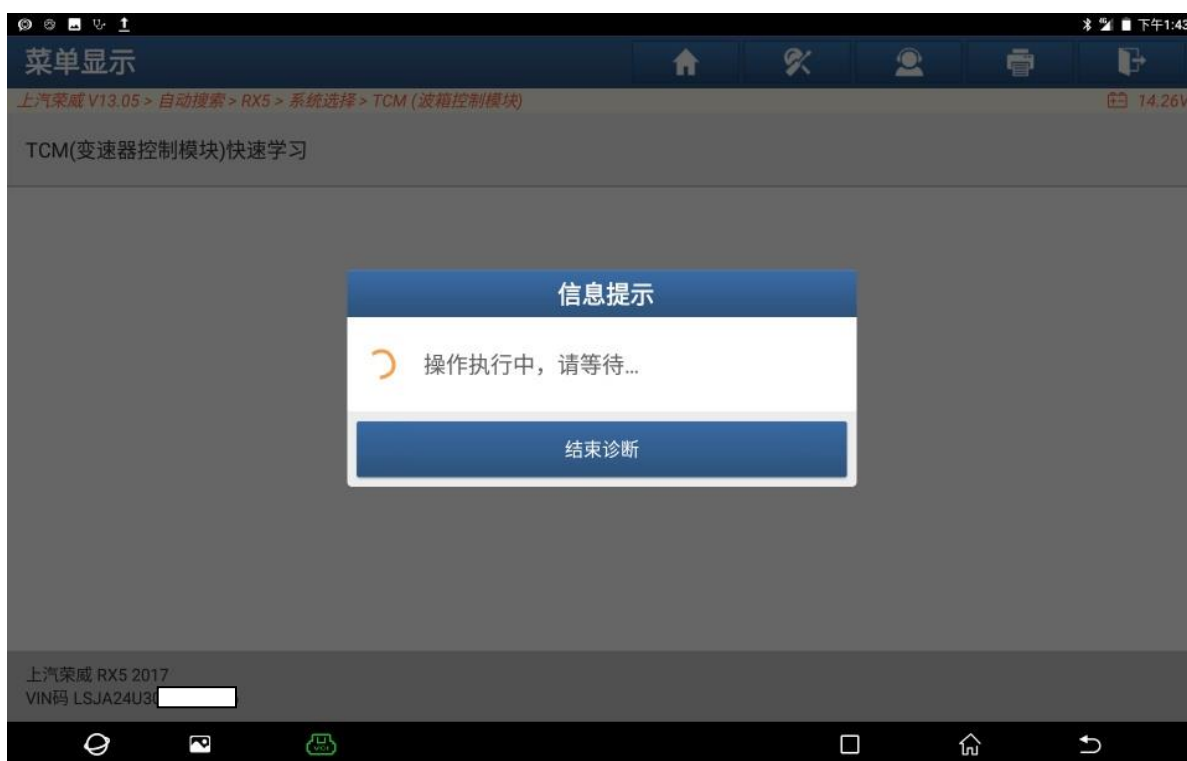 下午1:43
菜单显示
上汽荣威 V13.05 > 自动搜索 > RX5 > 系统选择 > TCM (波箱控制模块)
14.26V
TCM(变速器控制模块)快速学习
信息提示
操作执行中，请等待...
结束诊断
上汽荣威 RX5 2017
VIN码 LSJA24U3
VCI